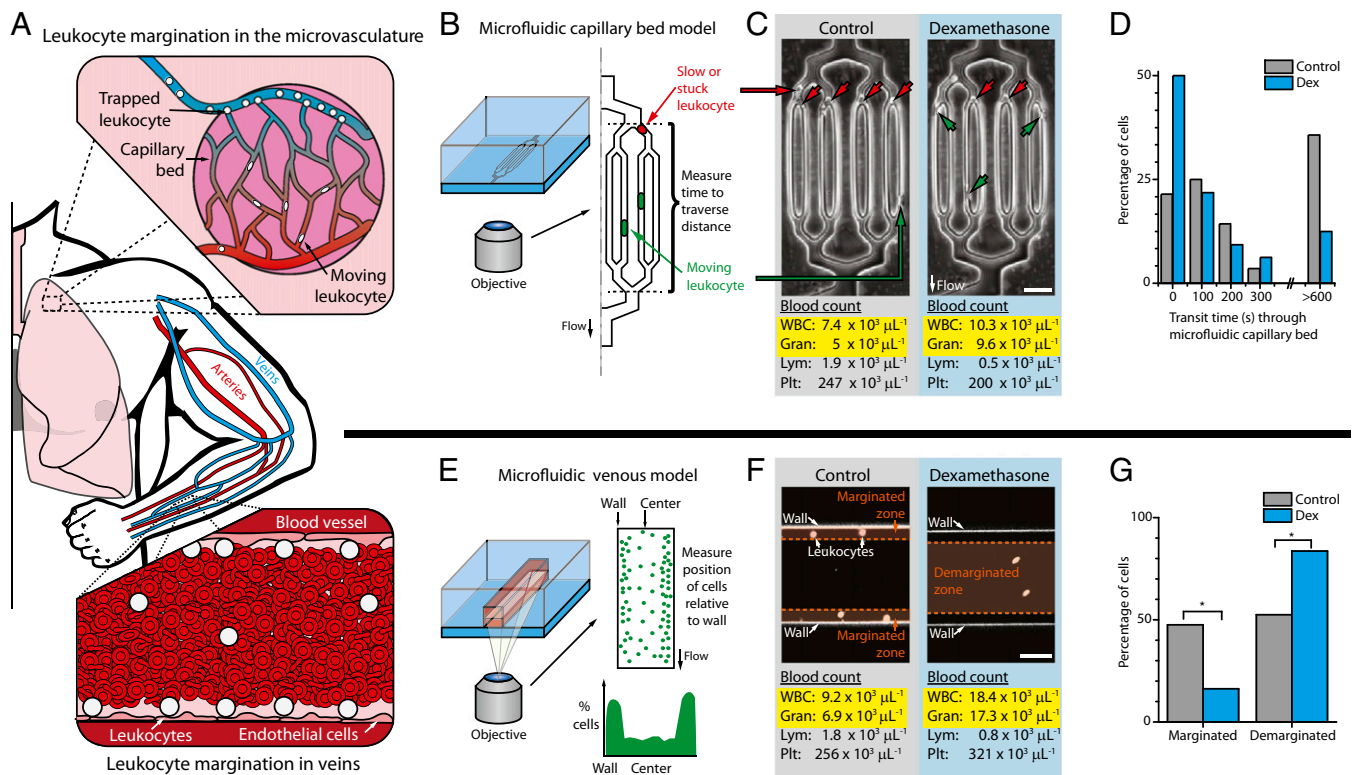 A
Leukocyte margination in the microvasculature
Trapped
leukocyte
Capillary
bed
Moving
leukocyte
Veins
Arteries
Blood vessel
Leukocytes
Endothelial cells
Leukocyte margination in veins
B
Microfluidic capillary bed model
Slow or
stuck
leukocyte
Measure
time to
traverse
distance
Moving
leukocyte
Objective
Flow
C
Control
Dexamethasone
Flow
Blood count
WBC: 7.4 x 10³ µL⁻¹
Gran: 5 x 10³ µL⁻¹
Lym: 1.9 x 10³ µL⁻¹
Plt: 247 x 10³ µL⁻¹
Blood count
WBC: 10.3 x 10³ µL⁻¹
Gran: 9.6 x 10³ µL⁻¹
Lym: 0.5 x 10³ µL⁻¹
Plt: 200 x 10³ µL⁻¹
D
Control
Dex
Percentage of cells
50
25
0
0 100 200 300 >600
Transit time (s) through
microfluidic capillary bed
E
Microfluidic venous model
Wall Center
Measure
position
of cells
relative
to wall
Flow
Objective
%
cells
Wall Center
F
Control
Dexamethasone
Marginated
zone
Wall
Leukocytes
Wall
Marginated
zone
Wall
Demarginated
zone
Wall
Blood count
WBC: 9.2 x 10³ µL⁻¹
Gran: 6.9 x 10³ µL⁻¹
Lym: 1.8 x 10³ µL⁻¹
Plt: 256 x 10³ µL⁻¹
Blood count
WBC: 18.4 x 10³ µL⁻¹
Gran: 17.3 x 10³ µL⁻¹
Lym: 0.8 x 10³ µL⁻¹
Plt: 321 x 10³ µL⁻¹
G
Control
Dex
Percentage of cells
100
50
0
*
*
Marginated Demarginated